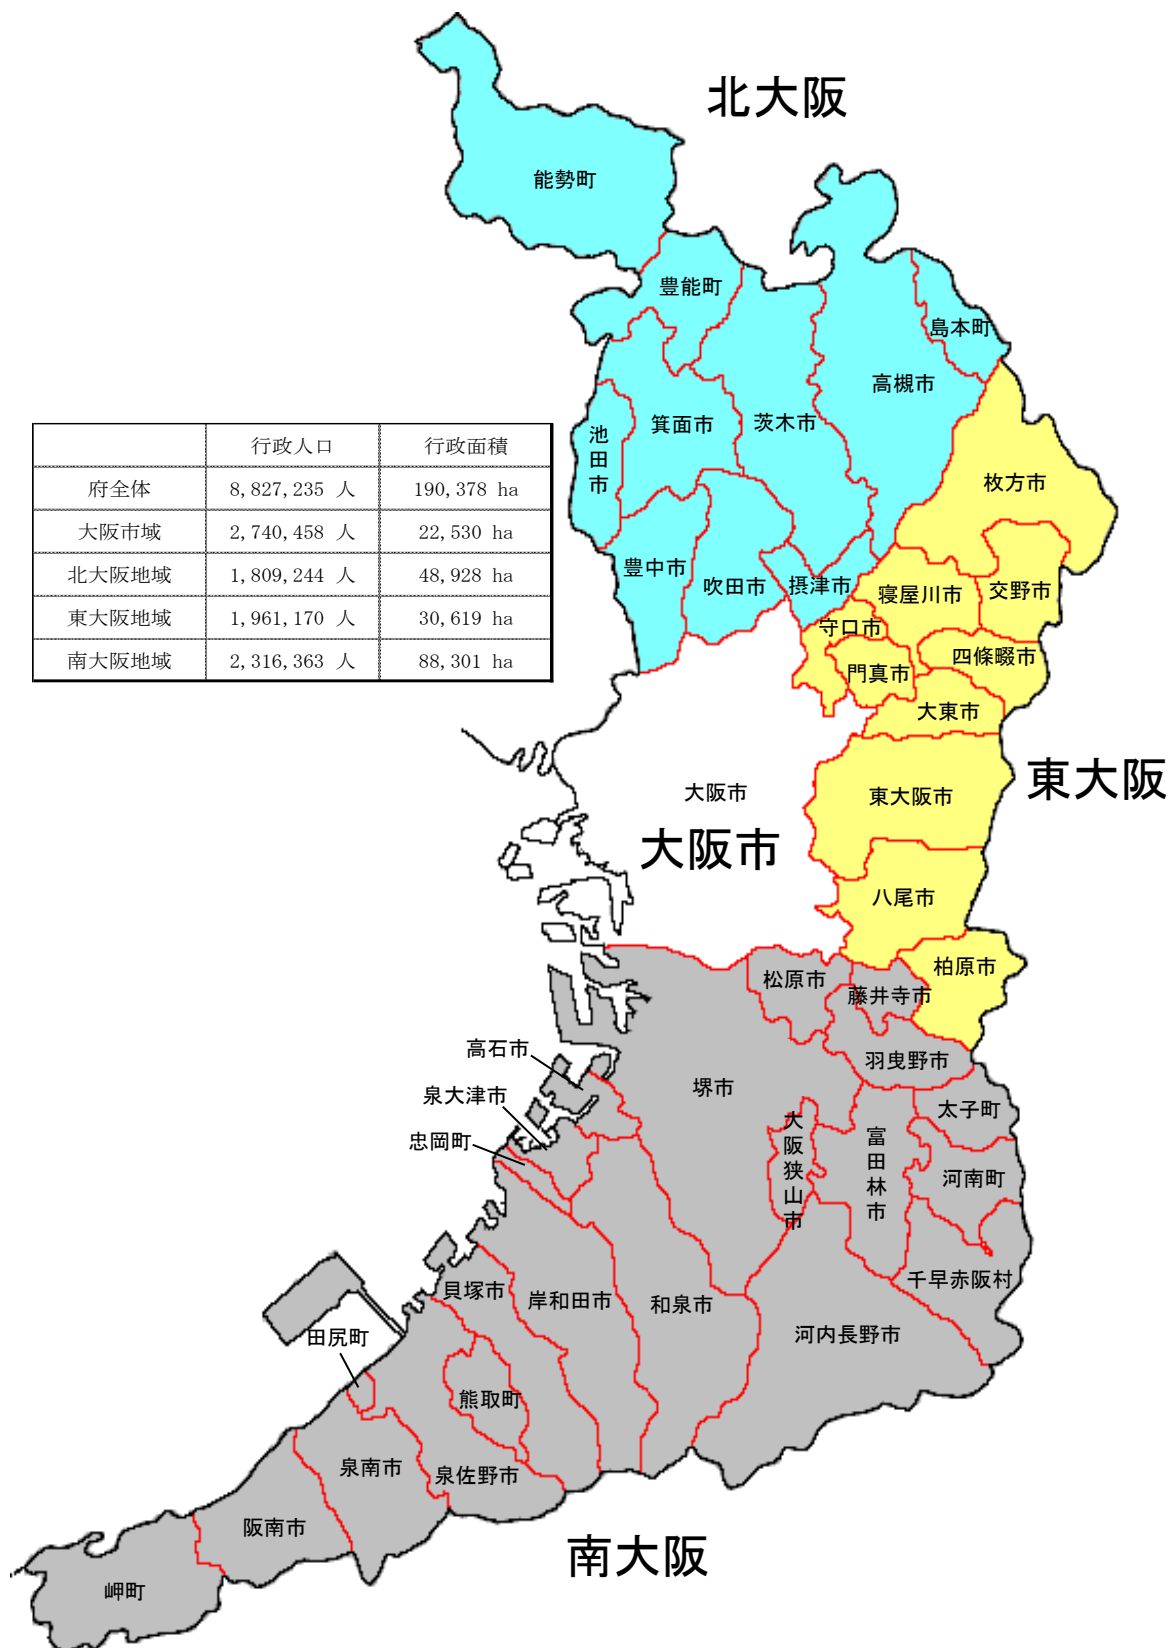 北大阪
能勢町
豊能町
島本町
高槻市
茨木市
箕面市
池田市
枚方市
豊中市
吹田市
摂津市
寝屋川市
交野市
守口市
門真市
四條畷市
大東市
行政人口 行政面積
府全体 8,827,235 人 190,378 ha
大阪市域 2,740,458 人 22,530 ha
北大阪地域 1,809,244 人 48,928 ha
東大阪地域 1,961,170 人 30,619 ha
南大阪地域 2,316,363 人 88,301 ha
東大阪
大阪市
東大阪市
大阪市
八尾市
柏原市
松原市
藤井寺市
羽曳野市
高石市
堺市
泉大津市
太子町
忠岡町
大阪狭山市
富田林市
河南町
千早赤阪村
貝塚市
岸和田市
和泉市
河内長野市
田尻町
熊取町
泉南市
泉佐野市
阪南市
南大阪
岬町